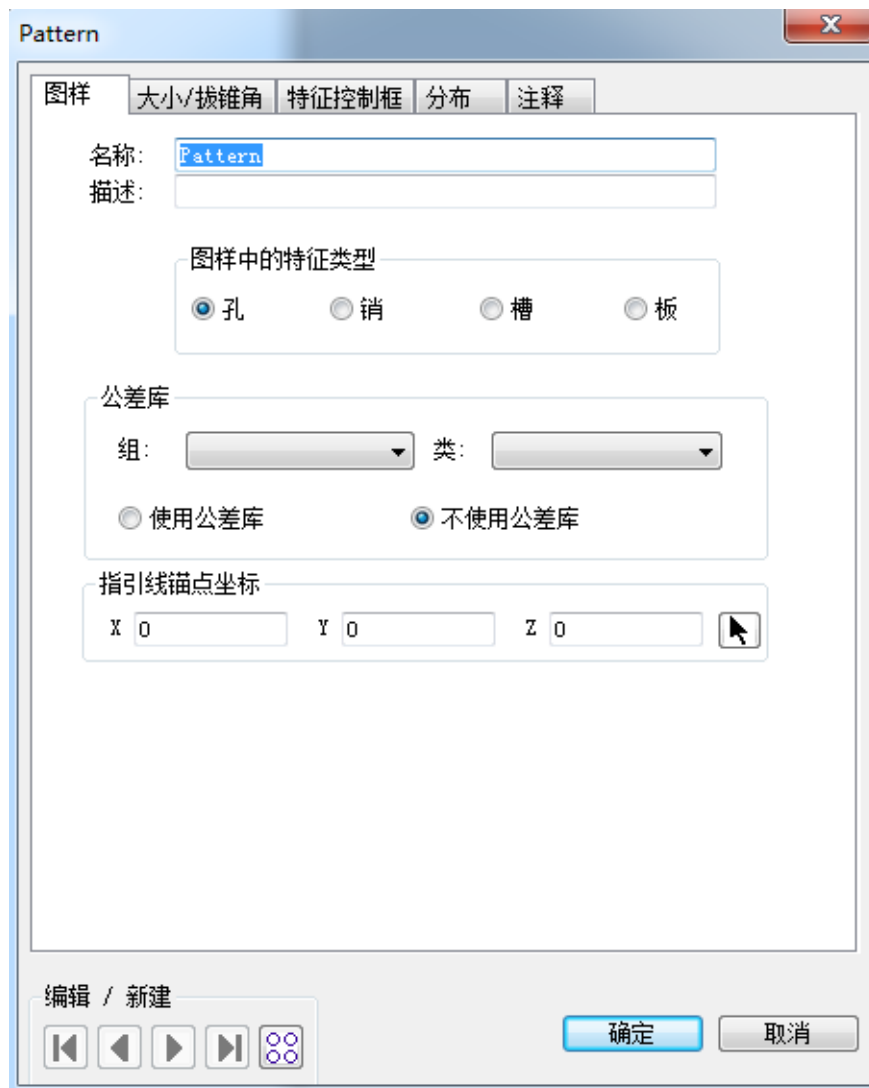 Pattern
图样 大小/拔锥角 特征控制框 分布 注释
名称: Pattern
描述:
图样中的特征类型
孔 销 槽 板
公差库
组: 类:
使用公差库 不使用公差库
指引线锚点坐标
X 0 Y 0 Z 0
编辑 / 新建
确定 取消